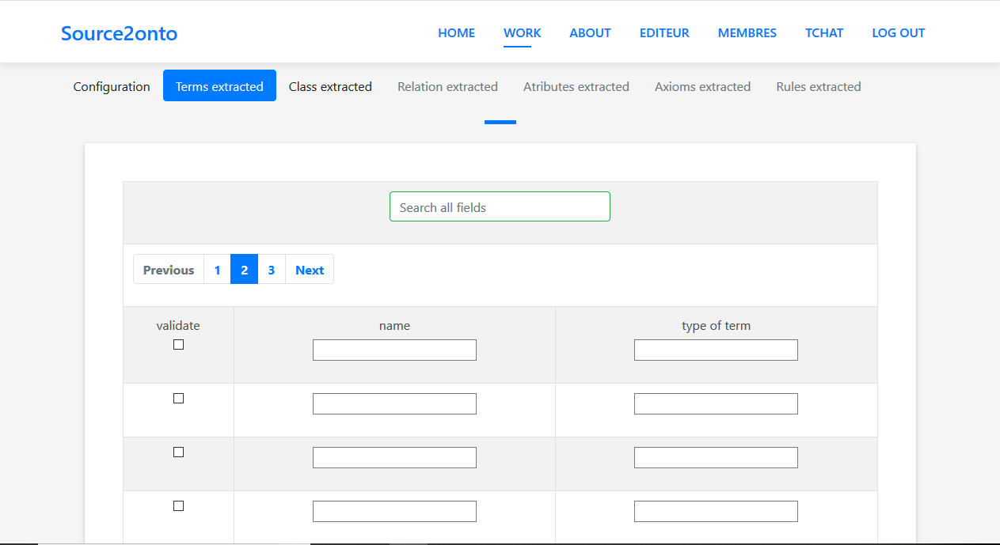 Source2onto
HOME WORK ABOUT EDITEUR MEMBRES TCHAT LOG OUT
Configuration Terms extracted Class extracted Relation extracted Atributes extracted Axioms extracted Rules extracted
Search all fields
Previous 1 2 3 Next
validate name type of term